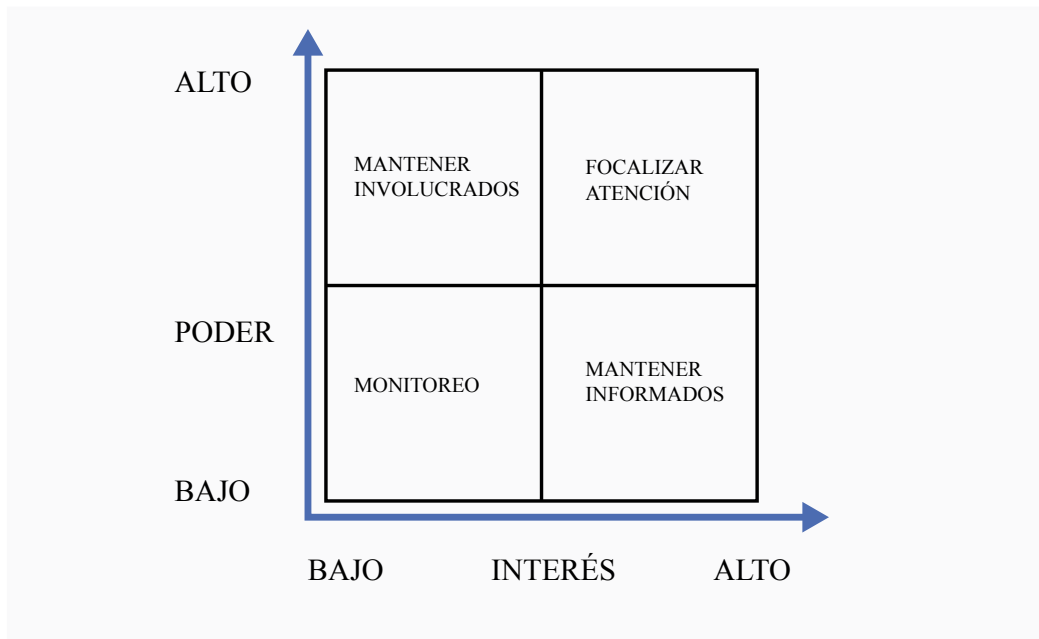 ALTO
MANTENER
INVOLUCRADOS
FOCALIZAR
ATENCIÓN
PODER
MONITOREO
MANTENER
INFORMADOS
BAJO
BAJO INTERÉS ALTO